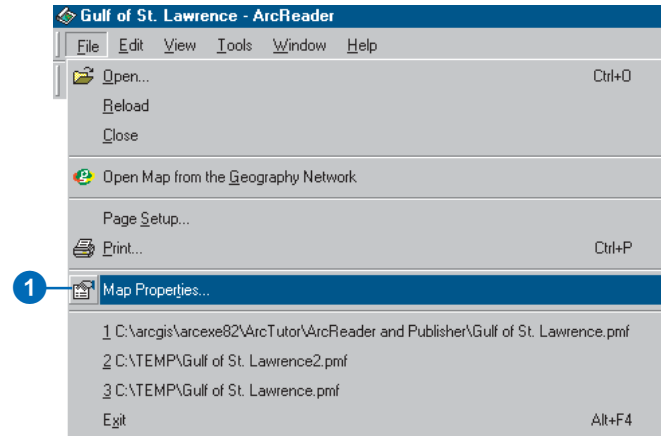 Gulf of St. Lawrence - ArcReader
File Edit View Tools Window Help
Open... Ctrl+O
Reload
Close
Open Map from the Geography Network
Page Setup...
Print... Ctrl+P
1 Map Properties...
1 C:\arcgis\arcexe82\ArcTutor\ArcReader and Publisher\Gulf of St. Lawrence.pmf
2 C:\TEMP\Gulf of St. Lawrence2.pmf
3 C:\TEMP\Gulf of St. Lawrence.pmf
Exit Alt+F4